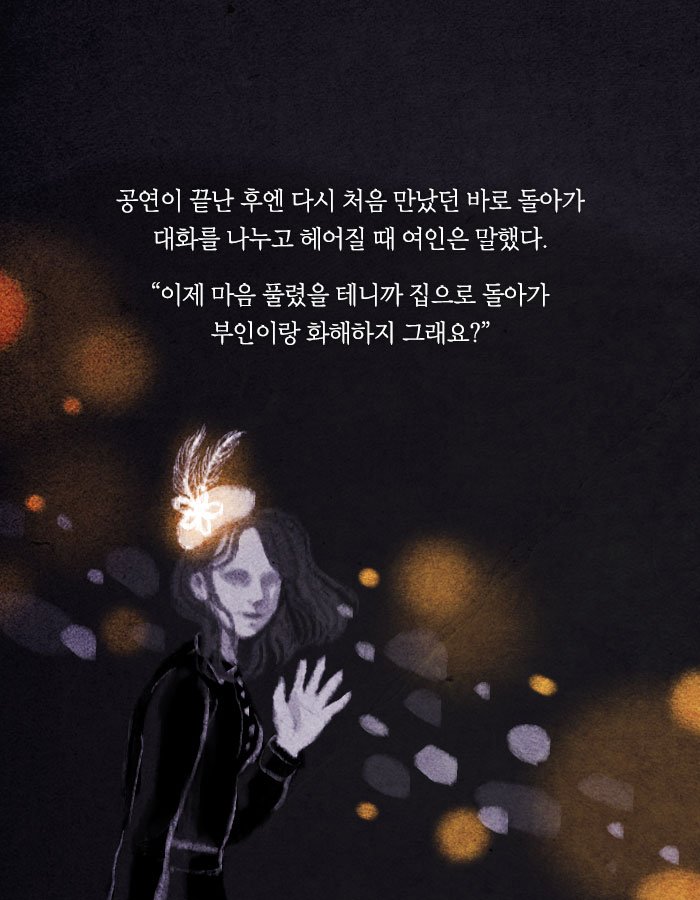 공연이 끝난 후엔 다시 처음 만났던 바로 돌아가
대화를 나누고 헤어질 때 여인은 말했다.
“이제 마음 풀렸을 테니까 집으로 돌아가
부인이랑 화해하지 그래요?”